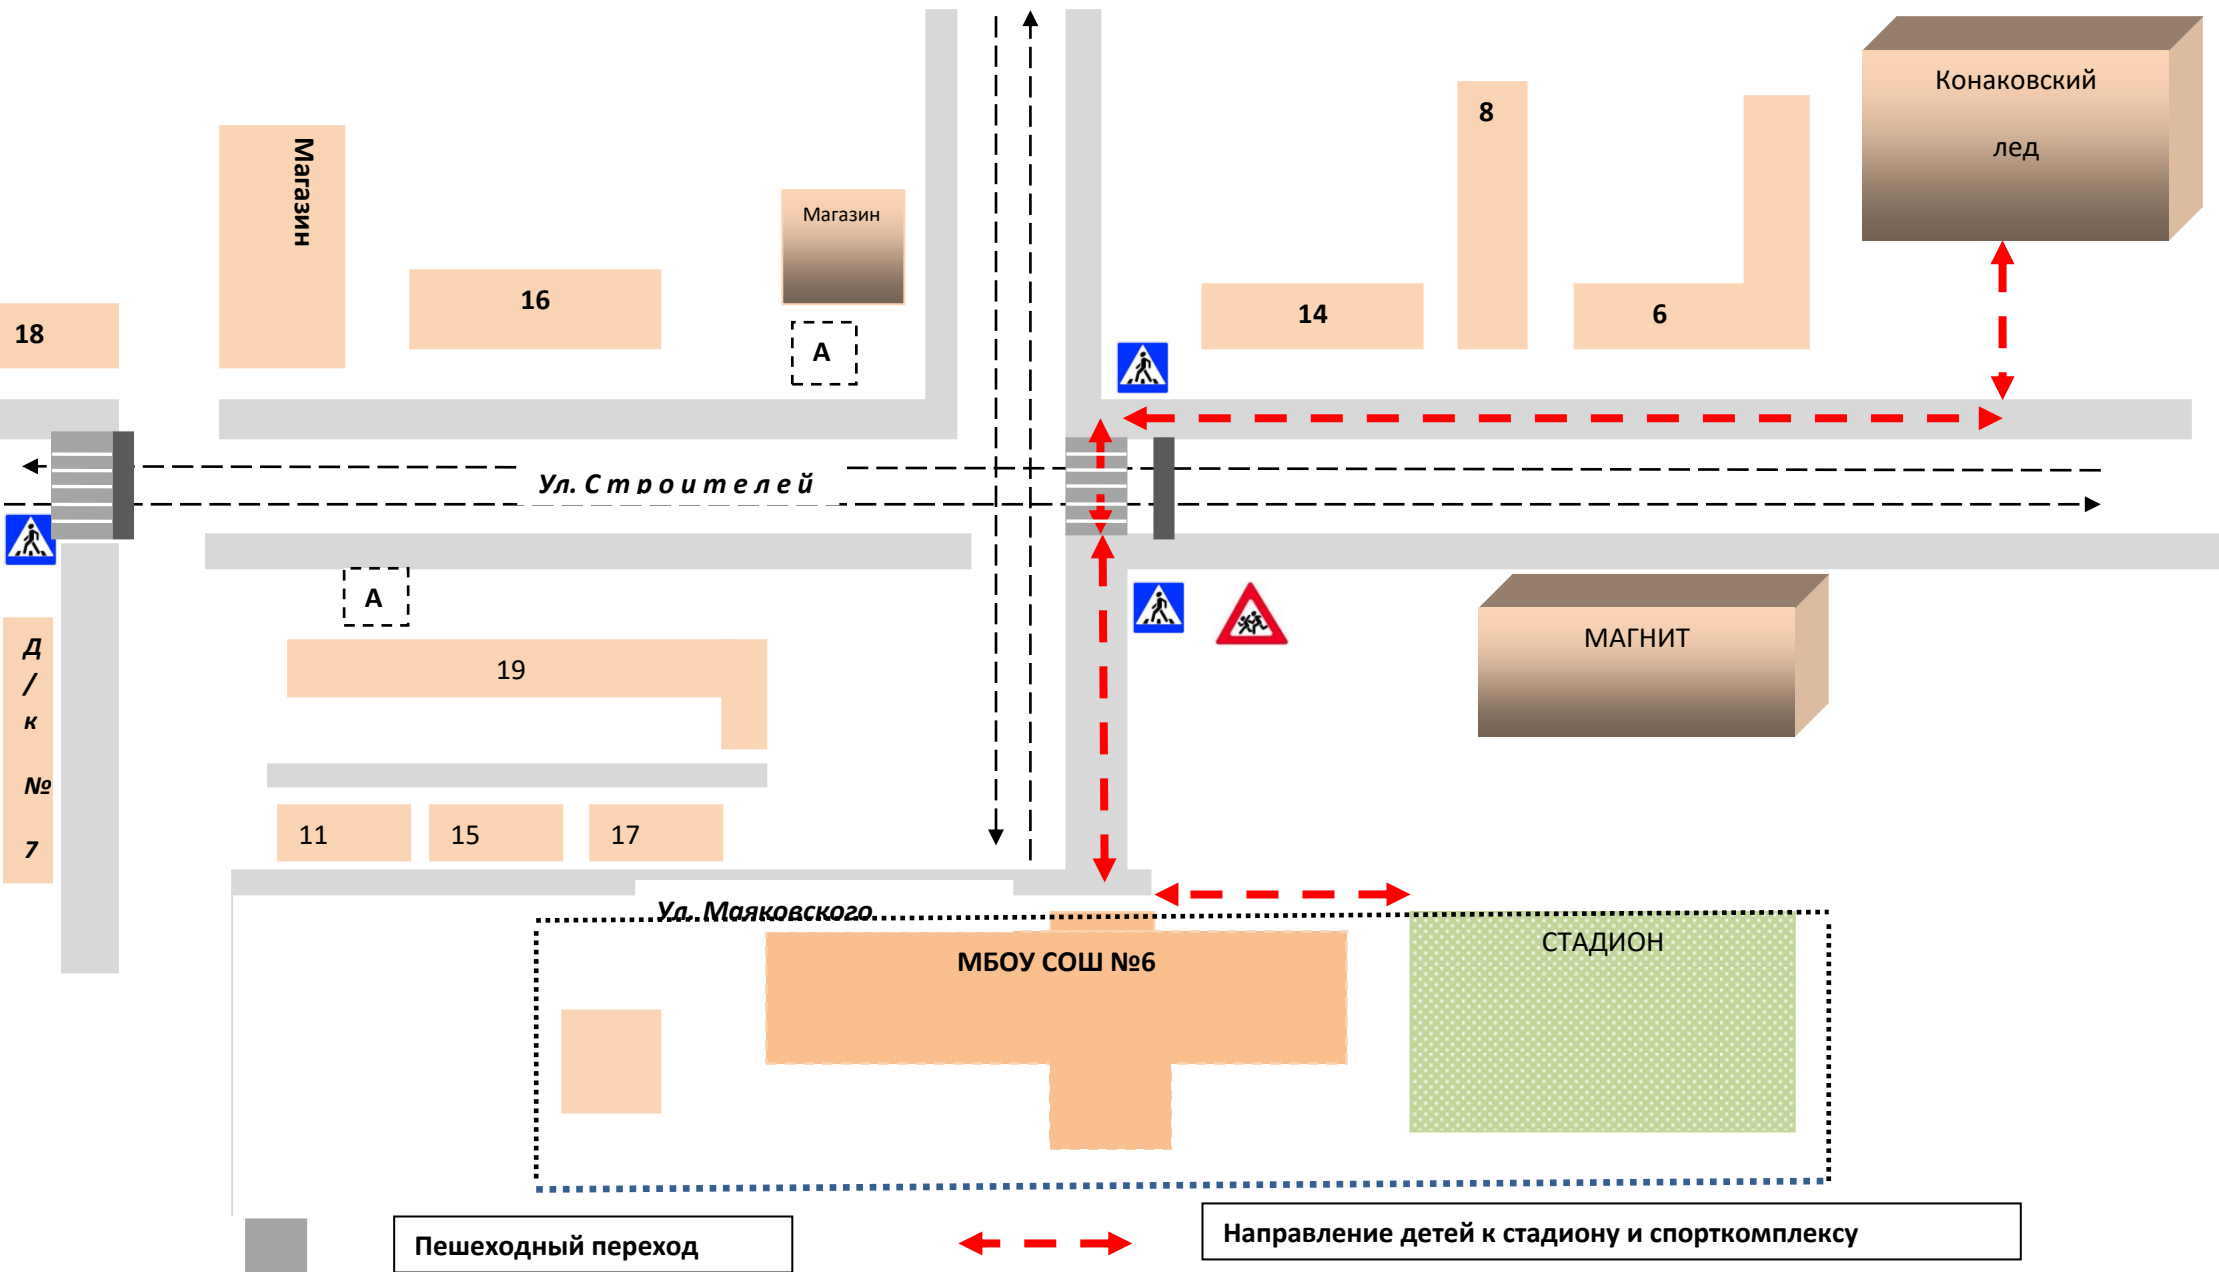 Конаковский
лед
8
Магазин
Магазин
16
14
6
18
А
Ул. С т р о и т е л е й
А
МАГНИТ
Д
/
к
№
7
19
11
15
17
Ул. Маяковского
МБОУ СОШ №6
СТАДИОН
Пешеходный переход
Направление детей к стадиону и спорткомплексу